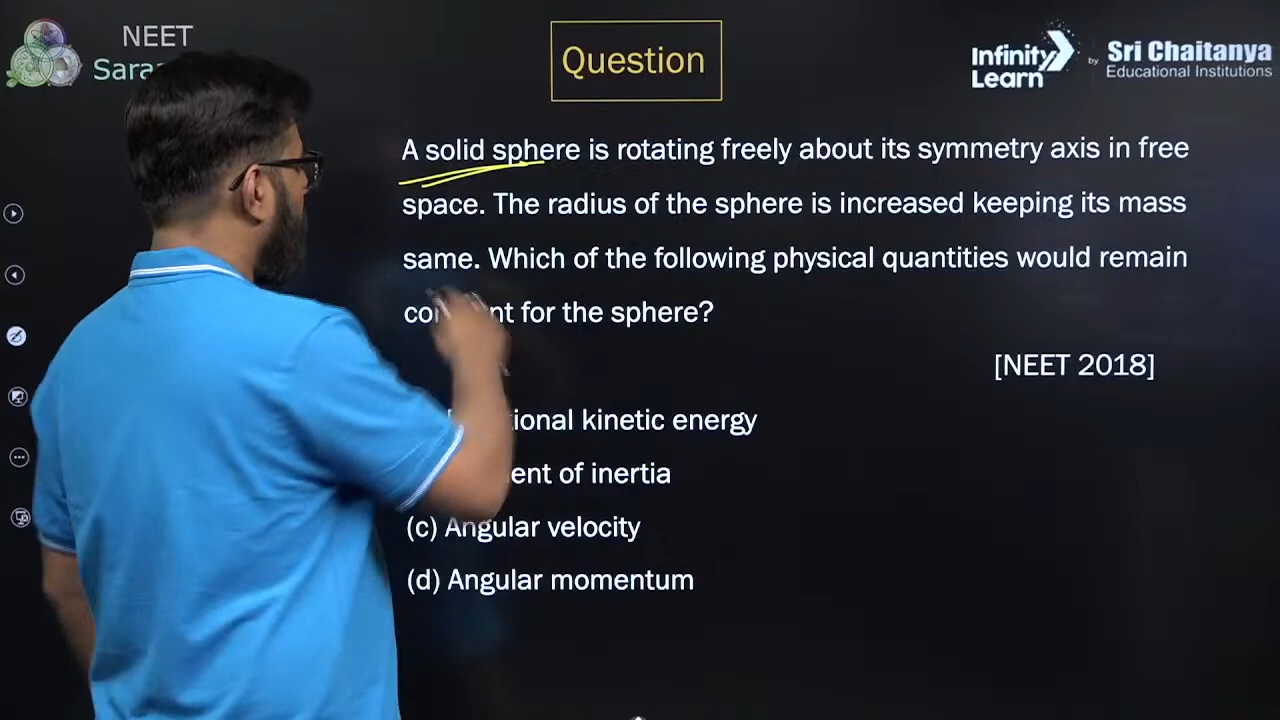 NEET
Question
Infinity Learn by Sri Chaitanya Educational Institutions
A solid sphere is rotating freely about its symmetry axis in free
space. The radius of the sphere is increased keeping its mass
same. Which of the following physical quantities would remain
for the sphere?
[NEET 2018]
kinetic energy
of inertia
(c) Angular velocity
(d) Angular momentum